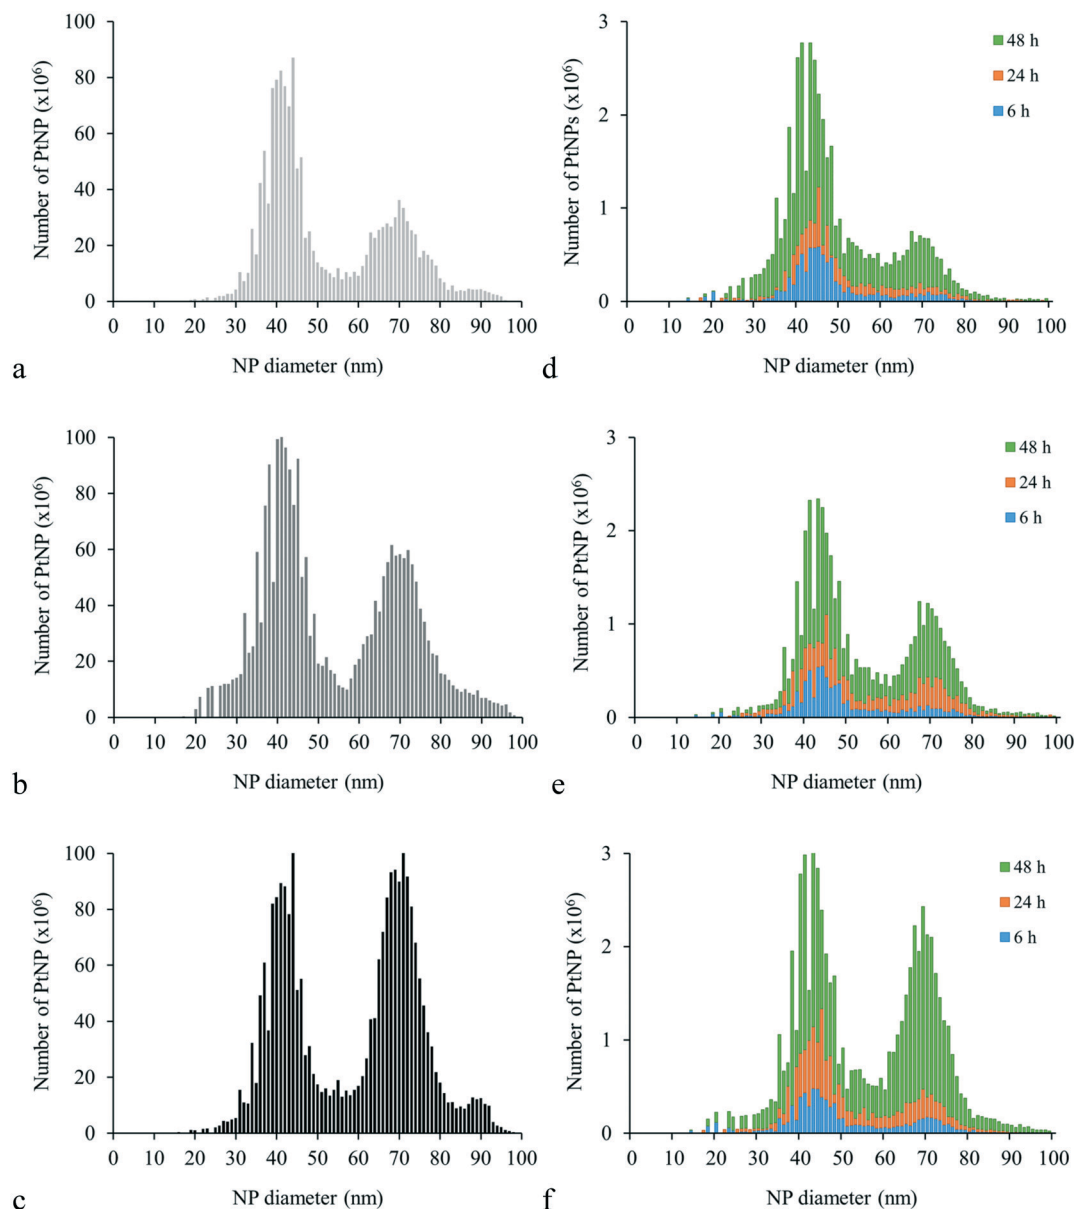 100
80
60
40
20
0
Number of PtNP (x10⁶)
0 10 20 30 40 50 60 70 80 90 100
NP diameter (nm)
a
3
2
1
0
Number of PtNPs (x10⁶)
48 h
24 h
6 h
0 10 20 30 40 50 60 70 80 90 100
NP diameter (nm)
d
100
80
60
40
20
0
Number of PtNP (x10⁶)
0 10 20 30 40 50 60 70 80 90 100
NP diameter (nm)
b
3
2
1
0
Number of PtNP (x10⁶)
48 h
24 h
6 h
0 10 20 30 40 50 60 70 80 90 100
NP diameter (nm)
e
100
80
60
40
20
0
Number of PtNP (x10⁶)
0 10 20 30 40 50 60 70 80 90 100
NP diameter (nm)
c
3
2
1
0
Number of PtNP (x10⁶)
48 h
24 h
6 h
0 10 20 30 40 50 60 70 80 90 100
NP diameter (nm)
f